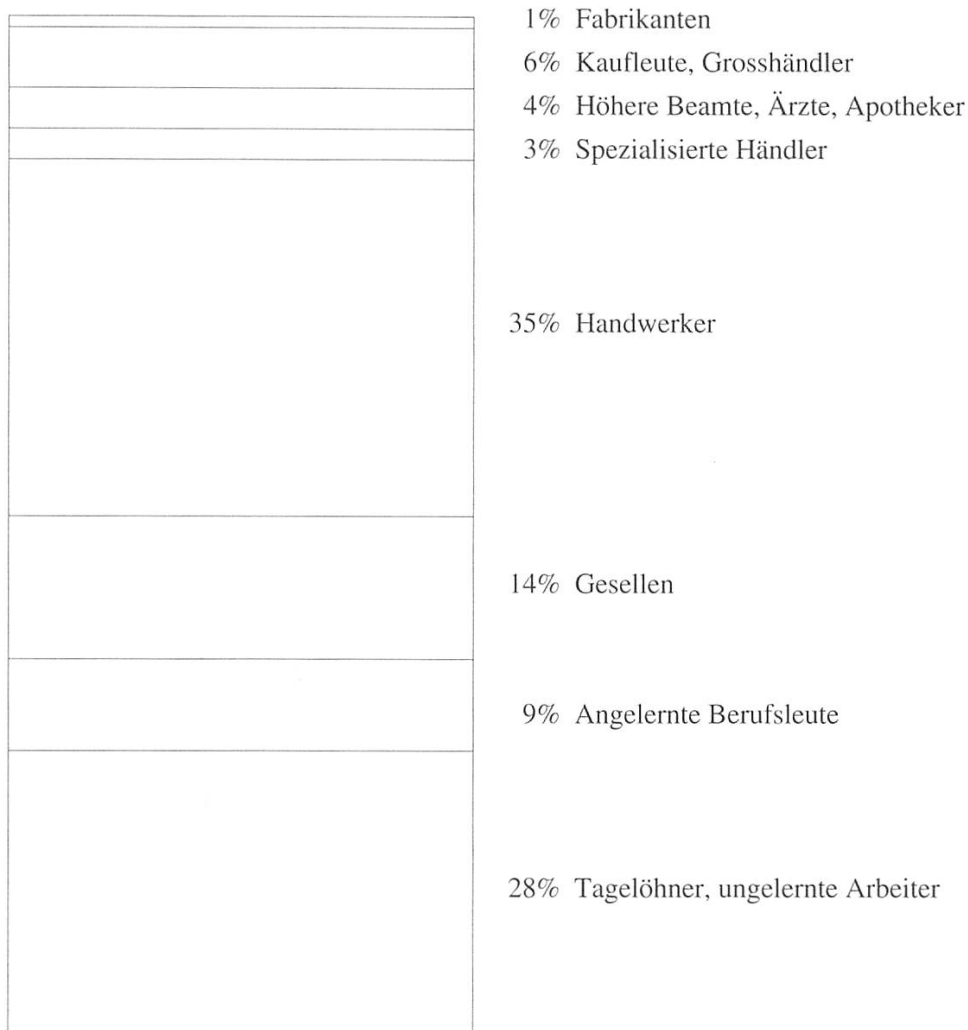 1% Fabrikanten
6% Kaufleute, Grosshändler
4% Höhere Beamte, Ärzte, Apotheker
3% Spezialisierte Händler
35% Handwerker
14% Gesellen
9% Angelernte Berufsleute
28% Tagelöhner, ungelernte Arbeiter